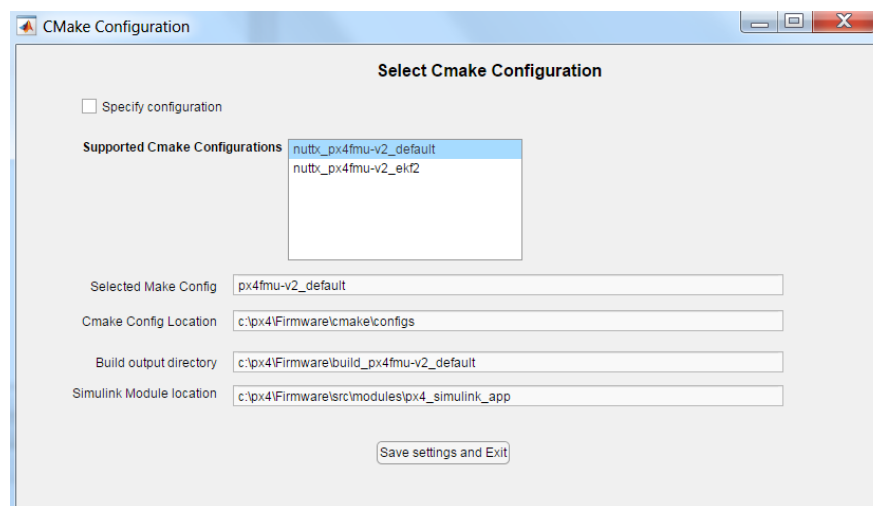 CMake Configuration
Select Cmake Configuration
Specify configuration
Supported Cmake Configurations
nuttx_px4fmu-v2_default
nuttx_px4fmu-v2_ekf2
Selected Make Config px4fmu-v2_default
Cmake Config Location c:\px4\Firmware\cmake\configs
Build output directory c:\px4\Firmware\build_px4fmu-v2_default
Simulink Module location c:\px4\Firmware\src\modules\px4_simulink_app
Save settings and Exit